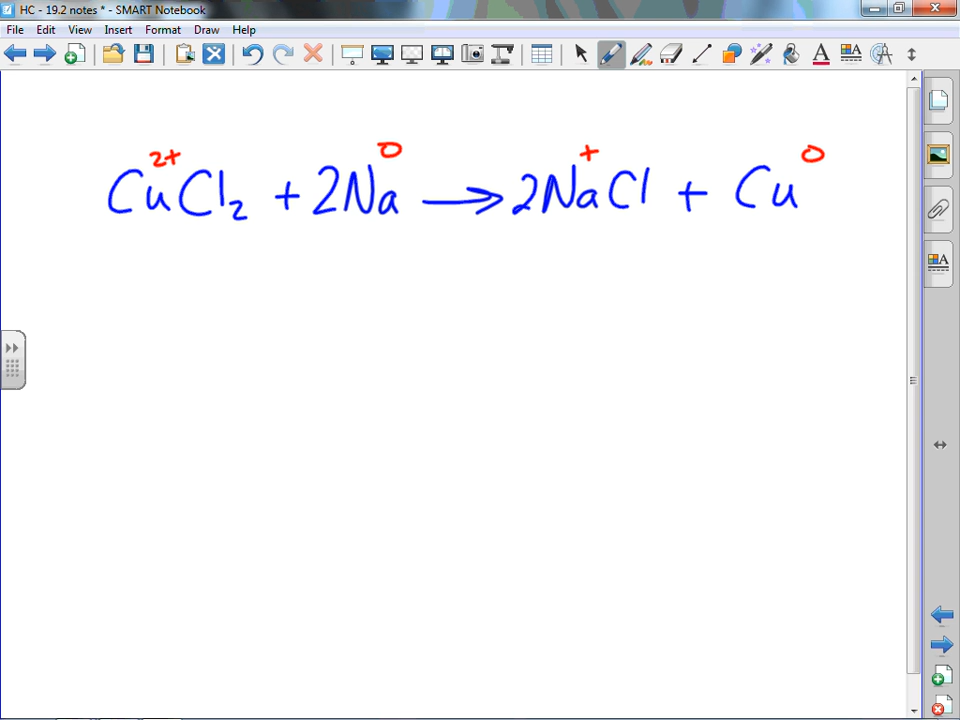 HC - 19.2 notes * - SMART Notebook
File Edit View Insert Format Draw Help
2+ 0 + 0
CuCl₂ + 2Na → 2NaCl + Cu